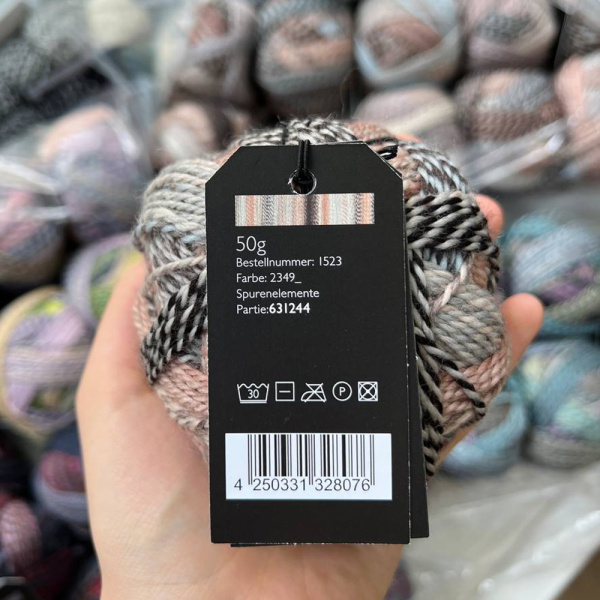 50g
Bestellnummer: 1523
Farbe: 2349_
Spurenelemente
Partie:631244
30 P
4 250331 328076